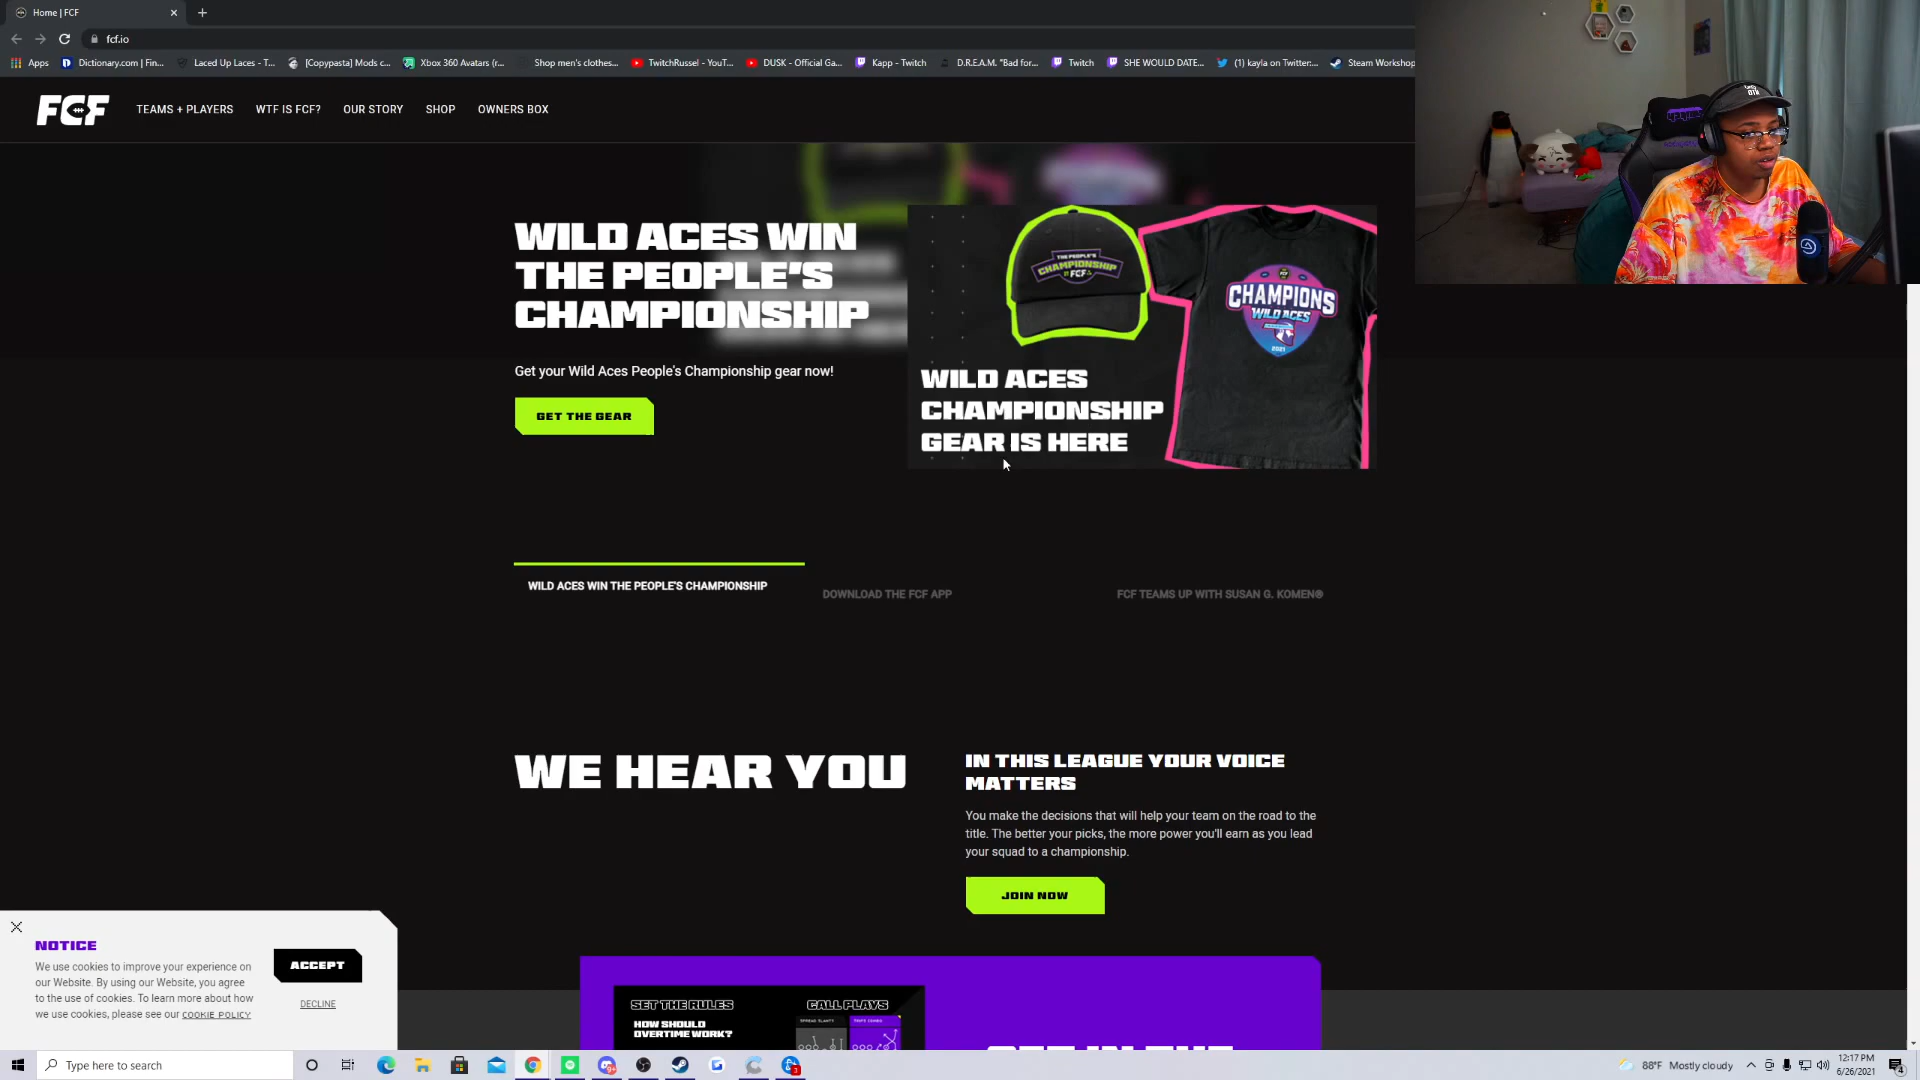 Home | FCF
fcf.io
Apps
Dictionary.com | Fin...
Laced Up Laces - T...
[Copypasta] Mods c...
Xbox 360 Avatars (r...
Shop men's clothes...
TwitchRussel - YouT...
DUSK - Official Ga...
Kapp - Twitch
D.R.E.A.M. "Bad for...
Twitch
SHE WOULD DATE...
(1) kayla on Twitter:...
Steam Workshop
FCF
TEAMS + PLAYERS
WTF IS FCF?
OUR STORY
SHOP
OWNERS BOX
WILD ACES WIN
THE PEOPLE'S
CHAMPIONSHIP
Get your Wild Aces People's Championship gear now!
GET THE GEAR
THE PEOPLE'S
CHAMPIONSHIP
FCF
CHAMPIONS
WILD ACES
2021
WILD ACES
CHAMPIONSHIP
GEAR IS HERE
WILD ACES WIN THE PEOPLE'S CHAMPIONSHIP
DOWNLOAD THE FCF APP
FCF TEAMS UP WITH SUSAN G. KOMEN®
WE HEAR YOU
IN THIS LEAGUE YOUR VOICE
MATTERS
You make the decisions that will help your team on the road to the
title. The better your picks, the more power you'll earn as you lead
your squad to a championship.
JOIN NOW
NOTICE
We use cookies to improve your experience on
our Website. By using our Website, you agree
to the use of cookies. To learn more about how
we use cookies, please see our COOKIE POLICY
ACCEPT
DECLINE
SET THE RULES
CALL PLAYS
HOW SHOULD
OVERTIME WORK?
Type here to search
88°F Mostly cloudy
12:17 PM
6/26/2021